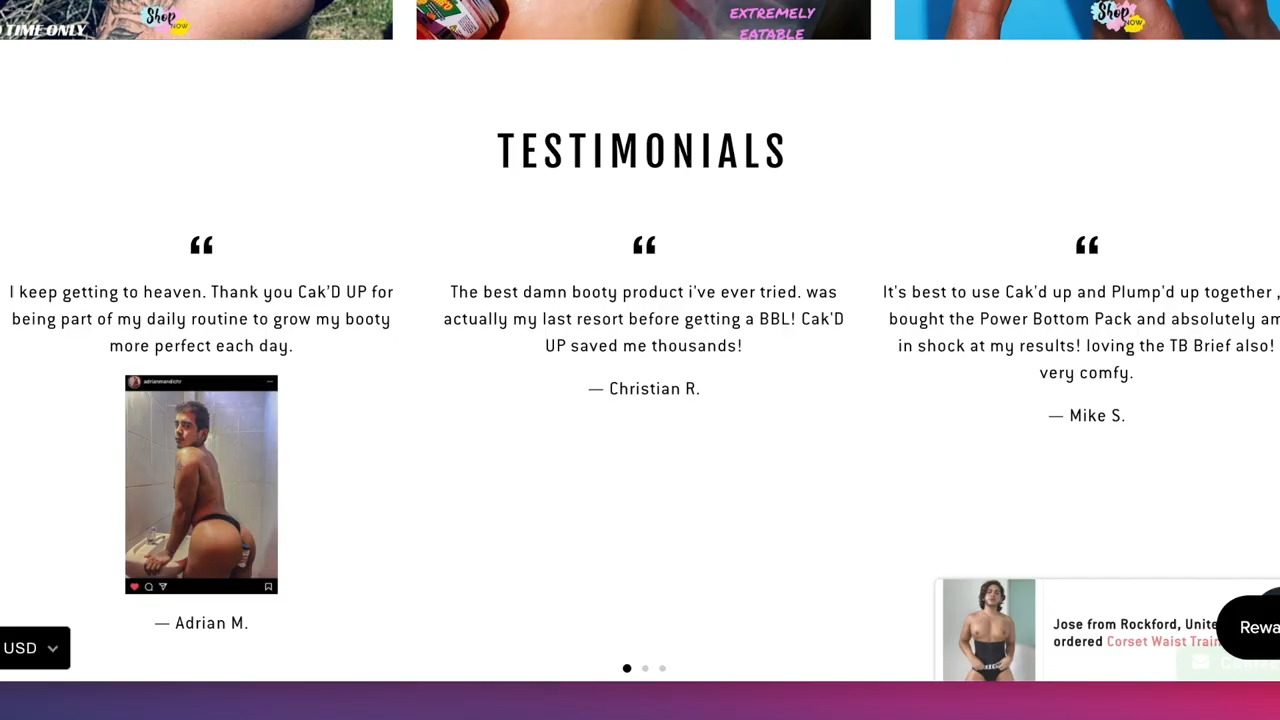 TIME ONLY
Shop
NOW
EXTREMELY
EATABLE
Shop
NOW
TESTIMONIALS
“
I keep getting to heaven. Thank you Cak’D UP for
being part of my daily routine to grow my booty
more perfect each day.
adrianmandichr
— Adrian M.
“
The best damn booty product i've ever tried. was
actually my last resort before getting a BBL! Cak'D
UP saved me thousands!
— Christian R.
“
It's best to use Cak'd up and Plump'd up together ,
bought the Power Bottom Pack and absolutely am
in shock at my results! loving the TB Brief also!
very comfy.
— Mike S.
USD
Jose from Rockford, Unite
ordered Corset Waist Train
Rewa